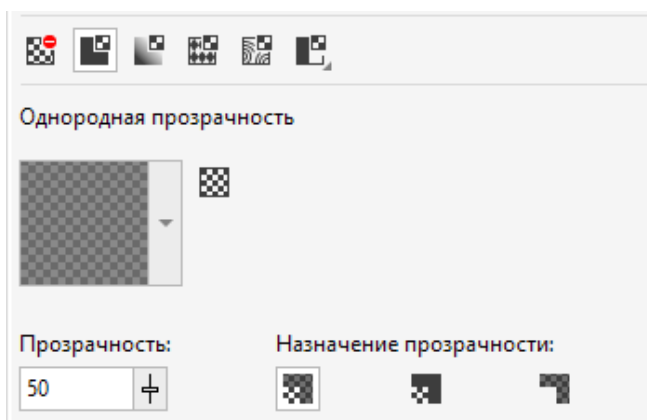 Однородная прозрачность
Прозрачность: Назначение прозрачности:
50